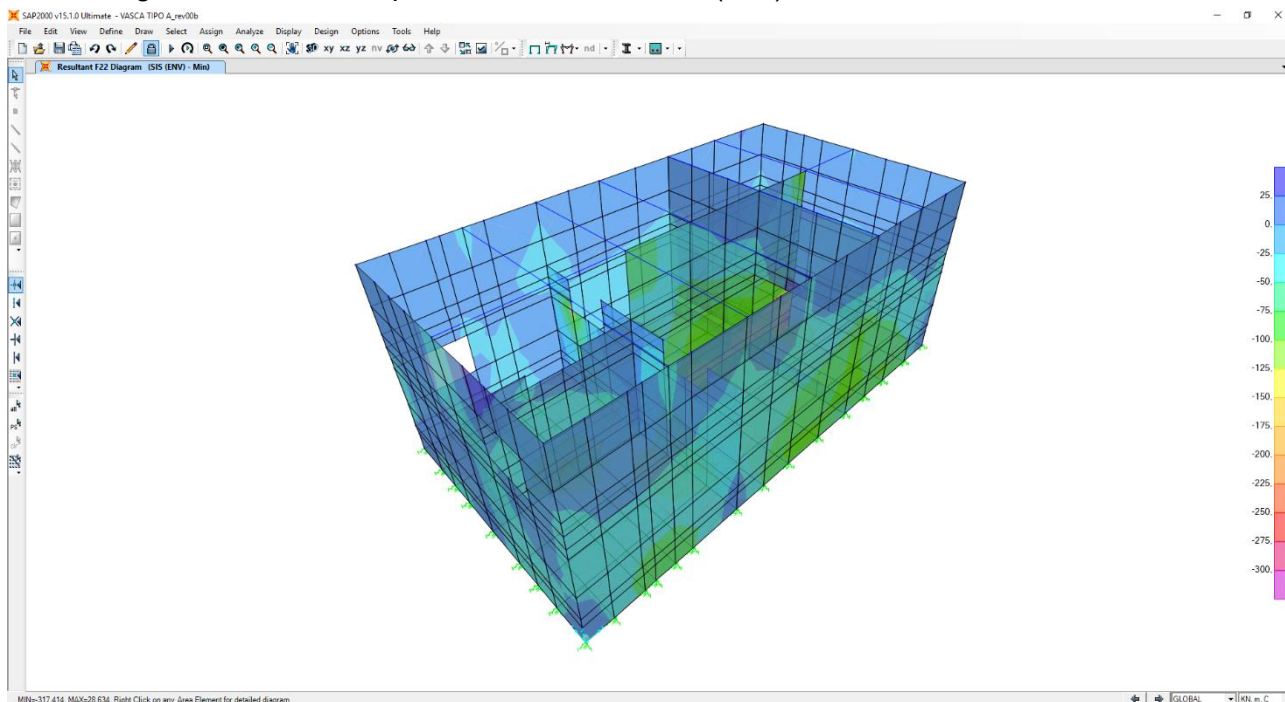 SAP2000 v15.1.0 Ultimate - VASCA TIPO A_rev00b
File Edit View Define Draw Select Assign Analyze Display Design Options Tools Help
xy xz yz nv nd
Resultant F22 Diagram (SIS (ENV) - Min)
25.
0.
-25.
-50.
-75.
-100.
-125.
-150.
-175.
-200.
-225.
-250.
-275.
-300.
MIN=-317.414, MAX=28.634, Right Click on any Area Element for detailed diagram
GLOBAL KN, m, C